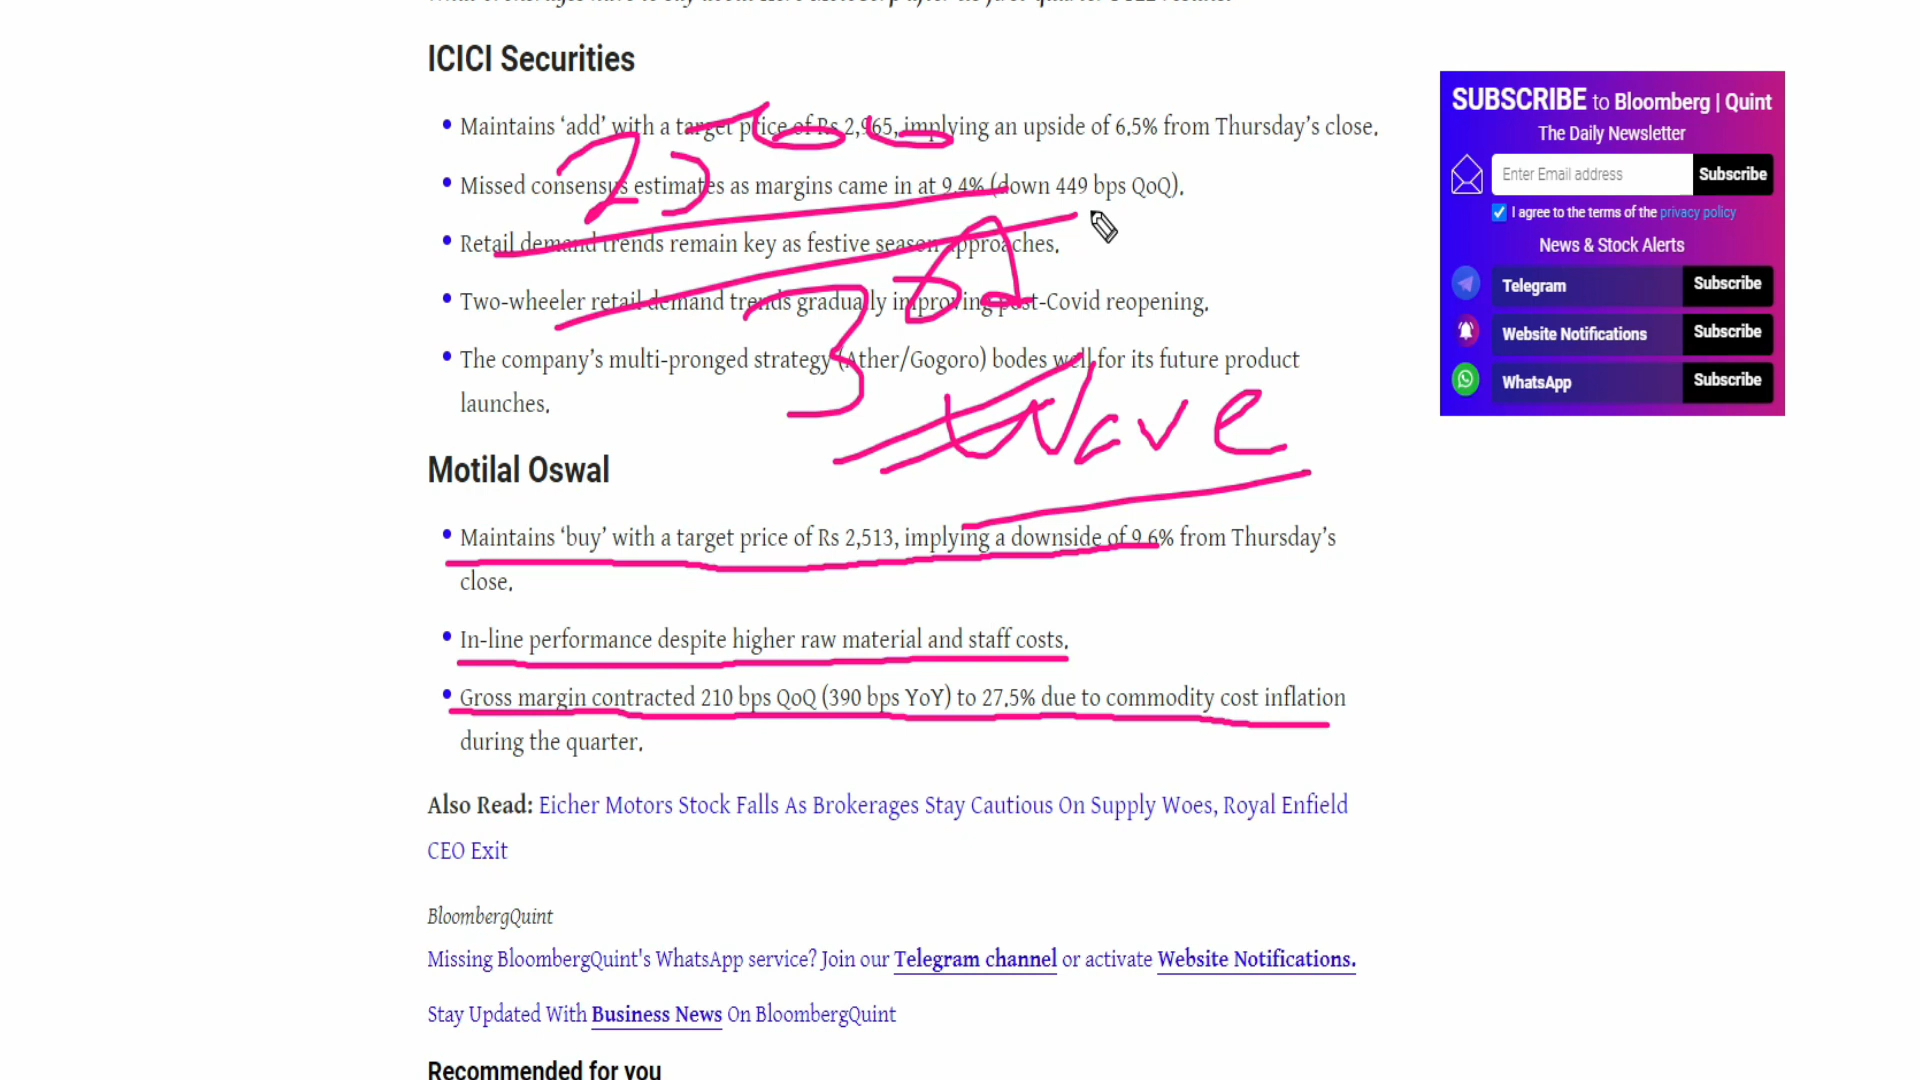 ICICI Securities
Maintains ‘add’ with a target price of Rs 2,965, implying an upside of 6.5% from Thursday’s close.
Missed consensus estimates as margins came in at 9.4% (down 449 bps QoQ).
Retail demand trends remain key as festive season approaches.
Two-wheeler retail demand trends gradually improving post-Covid reopening.
The company’s multi-pronged strategy (Ather/Gogoro) bodes well for its future product
launches.
2500
3rd
Wave
Motilal Oswal
Maintains ‘buy’ with a target price of Rs 2,513, implying a downside of 9.6% from Thursday’s
close.
In-line performance despite higher raw material and staff costs.
Gross margin contracted 210 bps QoQ (390 bps YoY) to 27.5% due to commodity cost inflation
during the quarter.
Also Read: Eicher Motors Stock Falls As Brokerages Stay Cautious On Supply Woes, Royal Enfield
CEO Exit
BloombergQuint
Missing BloombergQuint's WhatsApp service? Join our Telegram channel or activate Website Notifications.
Stay Updated With Business News On BloombergQuint
Recommended for you
SUBSCRIBE to Bloomberg | Quint
The Daily Newsletter
Enter Email address Subscribe
I agree to the terms of the privacy policy
News & Stock Alerts
Telegram Subscribe
Website Notifications Subscribe
WhatsApp Subscribe